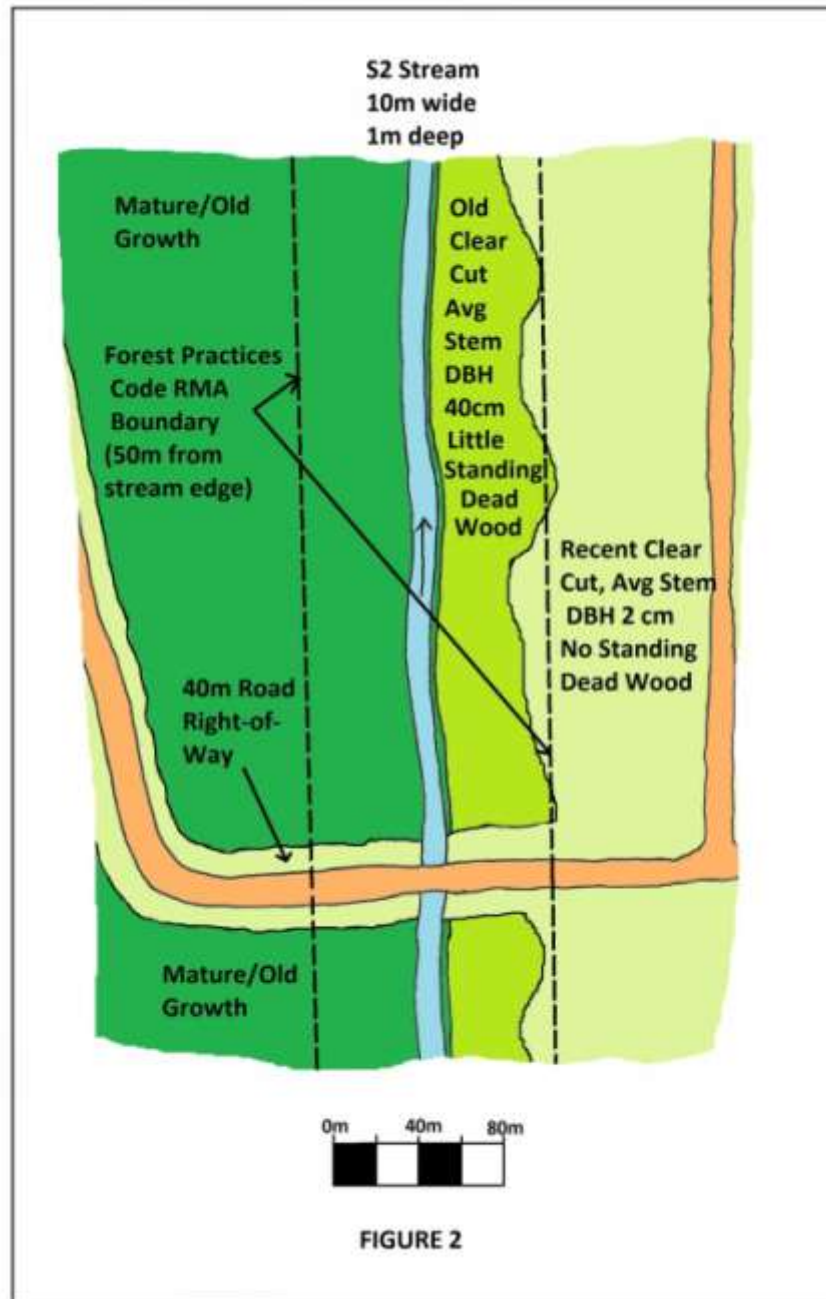 S2 Stream
10m wide
1m deep
Mature/Old
Growth
Old
Clear
Cut
Avg
Stem
DBH
40cm
Little
Standing
Dead
Wood
Forest Practices
Code RMA
Boundary
(50m from
stream edge)
Recent Clear
Cut, Avg Stem
DBH 2 cm
No Standing
Dead Wood
40m Road
Right-of-
Way
Mature/Old
Growth
0m 40m 80m
FIGURE 2